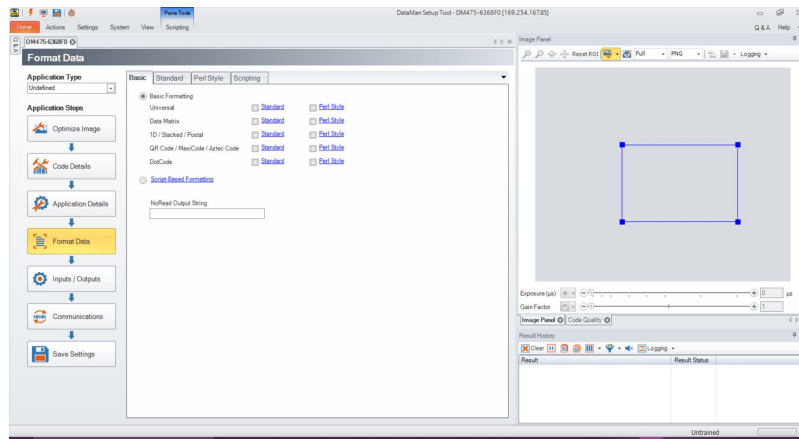 Pane Tools
DataMan Setup Tool - DM475-6368F0 [169.254.167.85]
Home Actions Settings System View Scripting
Q & A Help
Q & A
DM475-6368F0
Format Data
Application Type
Undefined
Application Steps
Optimize Image
Code Details
Application Details
Format Data
Inputs / Outputs
Communications
Save Settings
Basic Standard Perl Style Scripting
Basic Formatting
Universal Standard Perl Style
Data Matrix Standard Perl Style
1D / Stacked / Postal Standard Perl Style
QR Code / MaxiCode / Aztec Code Standard Perl Style
DotCode Standard Perl Style
Script-Based Formatting
NoRead Output String
Image Panel
Reset ROI Full PNG Logging
Exposure (µs) 0 µs
Gain Factor 1
Image Panel Code Quality
Result History
Clear Logging
Result Result Status
Untrained